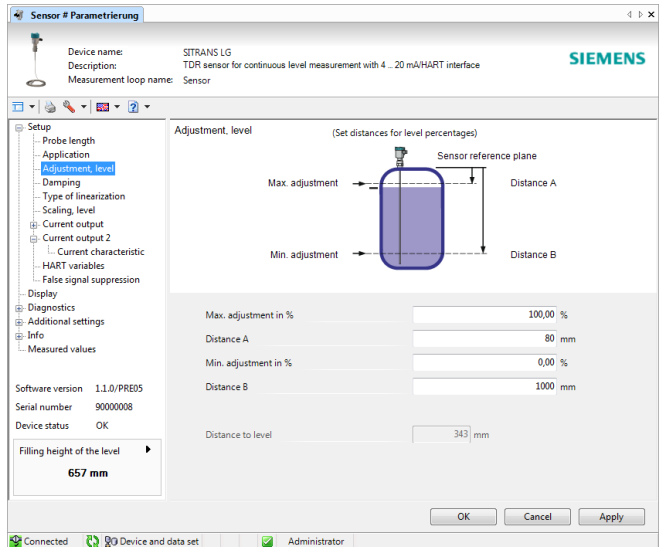 Sensor # Parametrierung
Device name: SITRANS LG
Description: TDR sensor for continuous level measurement with 4 .. 20 mA/HART interface
Measurement loop name: Sensor
SIEMENS
Setup
Probe length
Application
Adjustment, level
Damping
Type of linearization
Scaling, level
Current output
Current output 2
Current characteristic
HART variables
False signal suppression
Display
Diagnostics
Additional settings
Info
Measured values
Software version 1.1.0/PRE05
Serial number 90000008
Device status OK
Filling height of the level
657 mm
Adjustment, level (Set distances for level percentages)
Sensor reference plane
Max. adjustment Distance A
Min. adjustment Distance B
Max. adjustment in % 100,00 %
Distance A 80 mm
Min. adjustment in % 0,00 %
Distance B 1000 mm
Distance to level 343 mm
OK Cancel Apply
Connected Device and data set Administrator